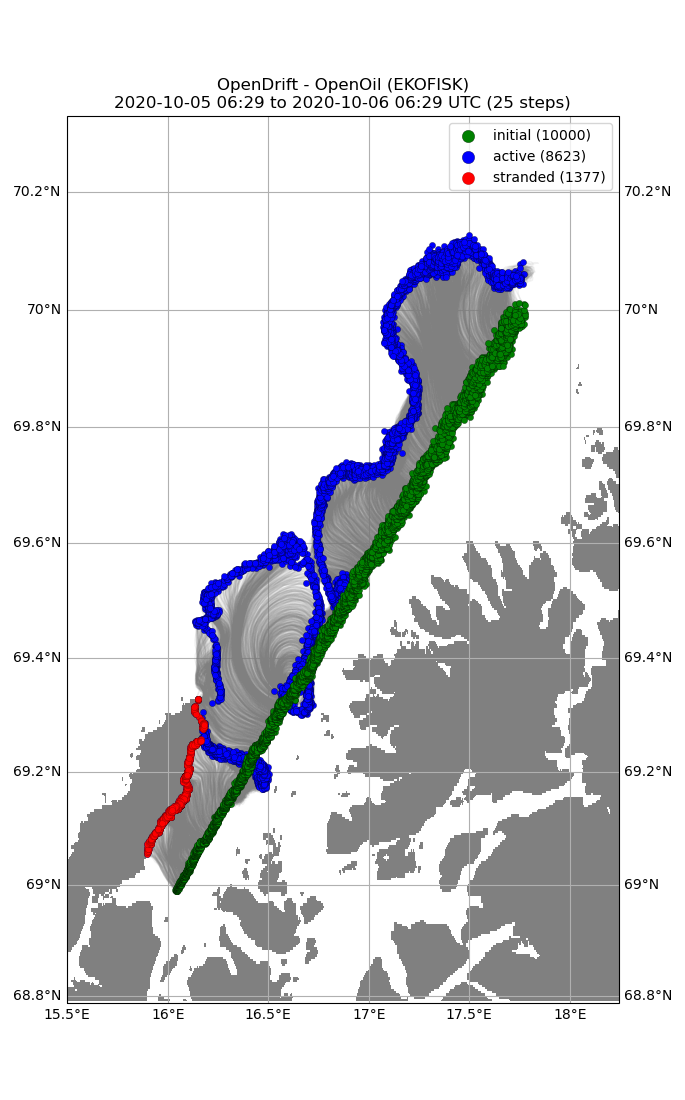 OpenDrift - OpenOil (EKOFISK)
2020-10-05 06:29 to 2020-10-06 06:29 UTC (25 steps)
initial (10000)
active (8623)
stranded (1377)
70.2°N 70.2°N
70°N 70°N
69.8°N 69.8°N
69.6°N 69.6°N
69.4°N 69.4°N
69.2°N 69.2°N
69°N 69°N
68.8°N 68.8°N
15.5°E 16°E 16.5°E 17°E 17.5°E 18°E